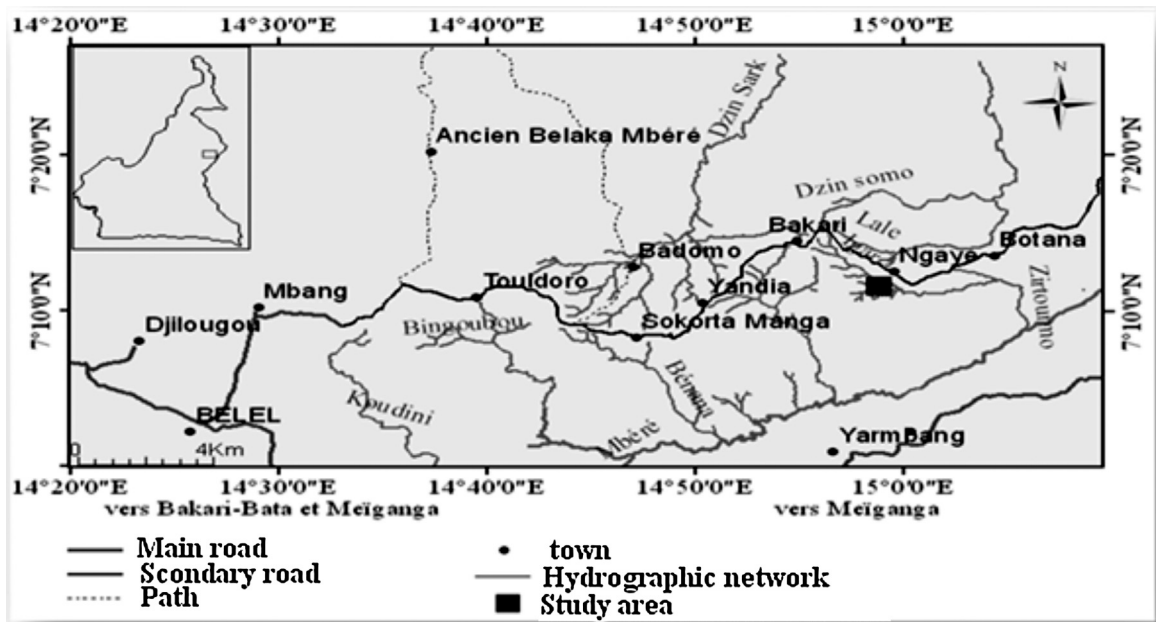 14°20'0"E 14°30'0"E 14°40'0"E 14°50'0"E 15°0'0"E
N
Dzin Sark
Ancien Belaka Mbéré
7°20'0"N 7°20'0"N
Dzin somo
Bakari Lale
Badomo Ngaye Botana
Touldoro Yandia
Mbang Zirtoumo
7°10'0"N 7°10'0"N
Djilougou Bingoubou Sokorta Manga
Koudini
BELEL Mbéré Yarmbang
0 4Km
14°20'0"E 14°30'0"E 14°40'0"E 14°50'0"E 15°0'0"E
vers Bakari-Bata et Meïganga vers Meïganga
Main road town
Scondary road Hydrographic network
Path Study area